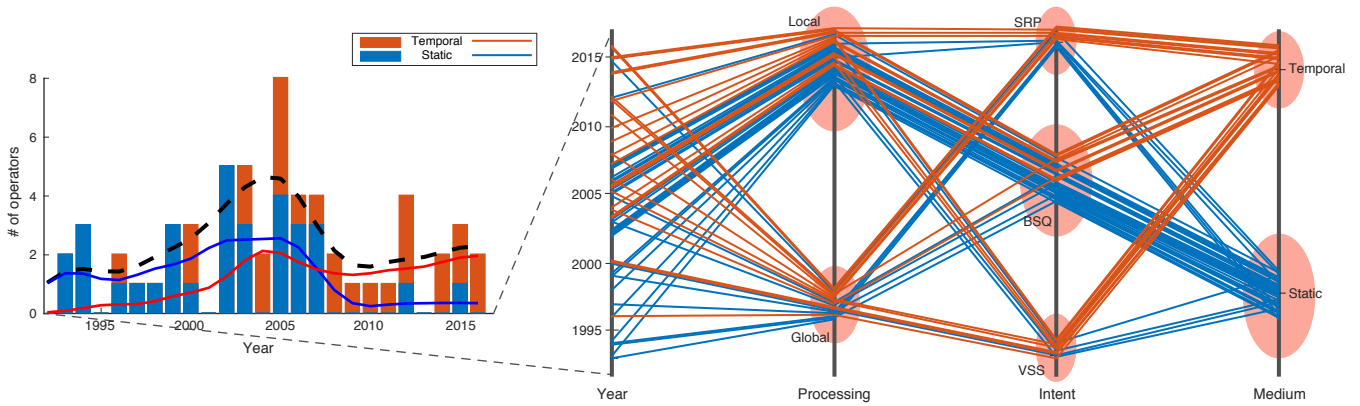 Temporal
Static
# of operators
8
6
4
2
0
1995 2000 2005 2010 2015
Year
2015
2010
2005
2000
1995
Local
Global
SRP
BSQ
VSS
Temporal
Static
Year Processing Intent Medium